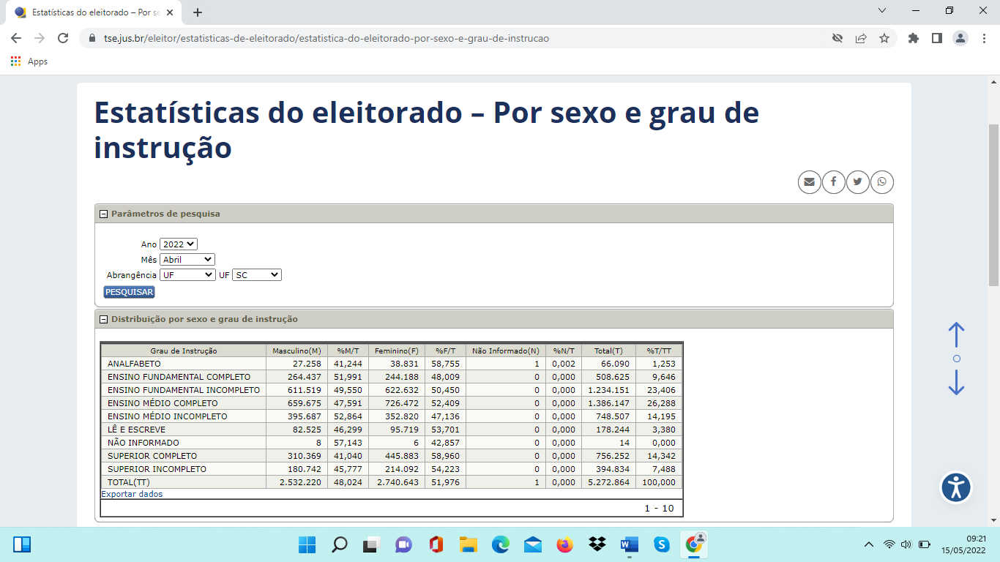 Estatísticas do eleitorado – Por se
tse.jus.br/eleitor/estatisticas-de-eleitorado/estatistica-do-eleitorado-por-sexo-e-grau-de-instrucao
Apps
Estatísticas do eleitorado – Por sexo e grau de
instrução
Parâmetros de pesquisa
Ano 2022
Mês Abril
Abrangência UF UF SC
PESQUISAR
Distribuição por sexo e grau de instrução
Grau de Instrução Masculino(M) %M/T Feminino(F) %F/T Não Informado(N) %N/T Total(T) %T/TT
ANALFABETO 27.258 41,244 38.831 58,755 1 0,002 66.090 1,253
ENSINO FUNDAMENTAL COMPLETO 264.437 51,991 244.188 48,009 0 0,000 508.625 9,646
ENSINO FUNDAMENTAL INCOMPLETO 611.519 49,550 622.632 50,450 0 0,000 1.234.151 23,406
ENSINO MÉDIO COMPLETO 659.675 47,591 726.472 52,409 0 0,000 1.386.147 26,288
ENSINO MÉDIO INCOMPLETO 395.687 52,864 352.820 47,136 0 0,000 748.507 14,195
LÊ E ESCREVE 82.525 46,299 95.719 53,701 0 0,000 178.244 3,380
NÃO INFORMADO 8 57,143 6 42,857 0 0,000 14 0,000
SUPERIOR COMPLETO 310.369 41,040 445.883 58,960 0 0,000 756.252 14,342
SUPERIOR INCOMPLETO 180.742 45,777 214.092 54,223 0 0,000 394.834 7,488
TOTAL(TT) 2.532.220 48,024 2.740.643 51,976 1 0,000 5.272.864 100,000
Exportar dados
1 - 10
09:21
15/05/2022